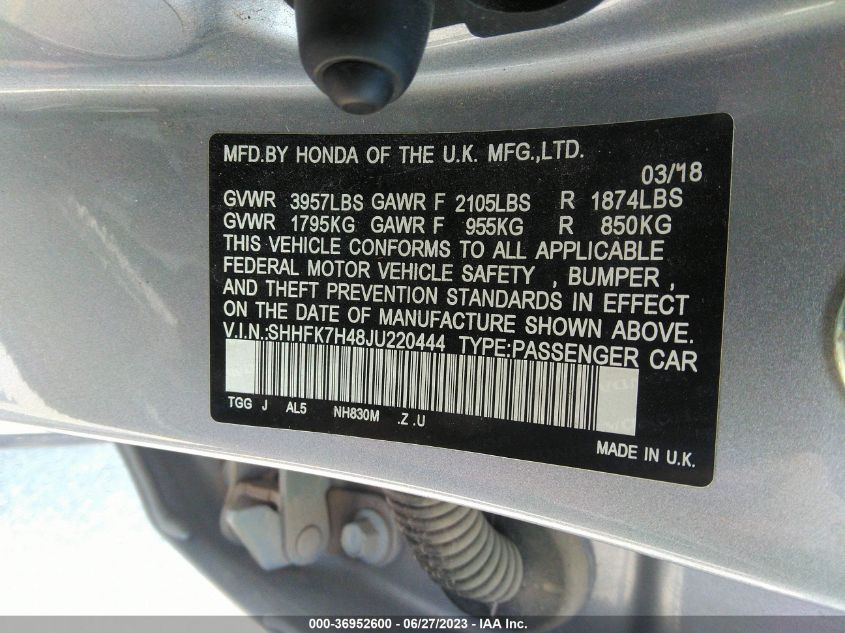 MFD.BY HONDA OF THE U.K. MFG.,LTD.
03/'18
GVWR 3957LBS GAWR F 2105LBS R 1874LBS
GVWR 1795KG GAWR F 955KG R 850KG
THIS VEHICLE CONFORMS TO ALL APPLICABLE
FEDERAL MOTOR VEHICLE SAFETY , BUMPER ,
AND THEFT PREVENTION STANDARDS IN EFFECT
ON THE DATE OF MANUFACTURE SHOWN ABOVE.
V.I.N.:SHHFK7H48JU220444 TYPE:PASSENGER CAR
TGG J AL5 NH830M .Z .U
MADE IN U.K.
000-36952600 - 06/27/2023 - IAA Inc.